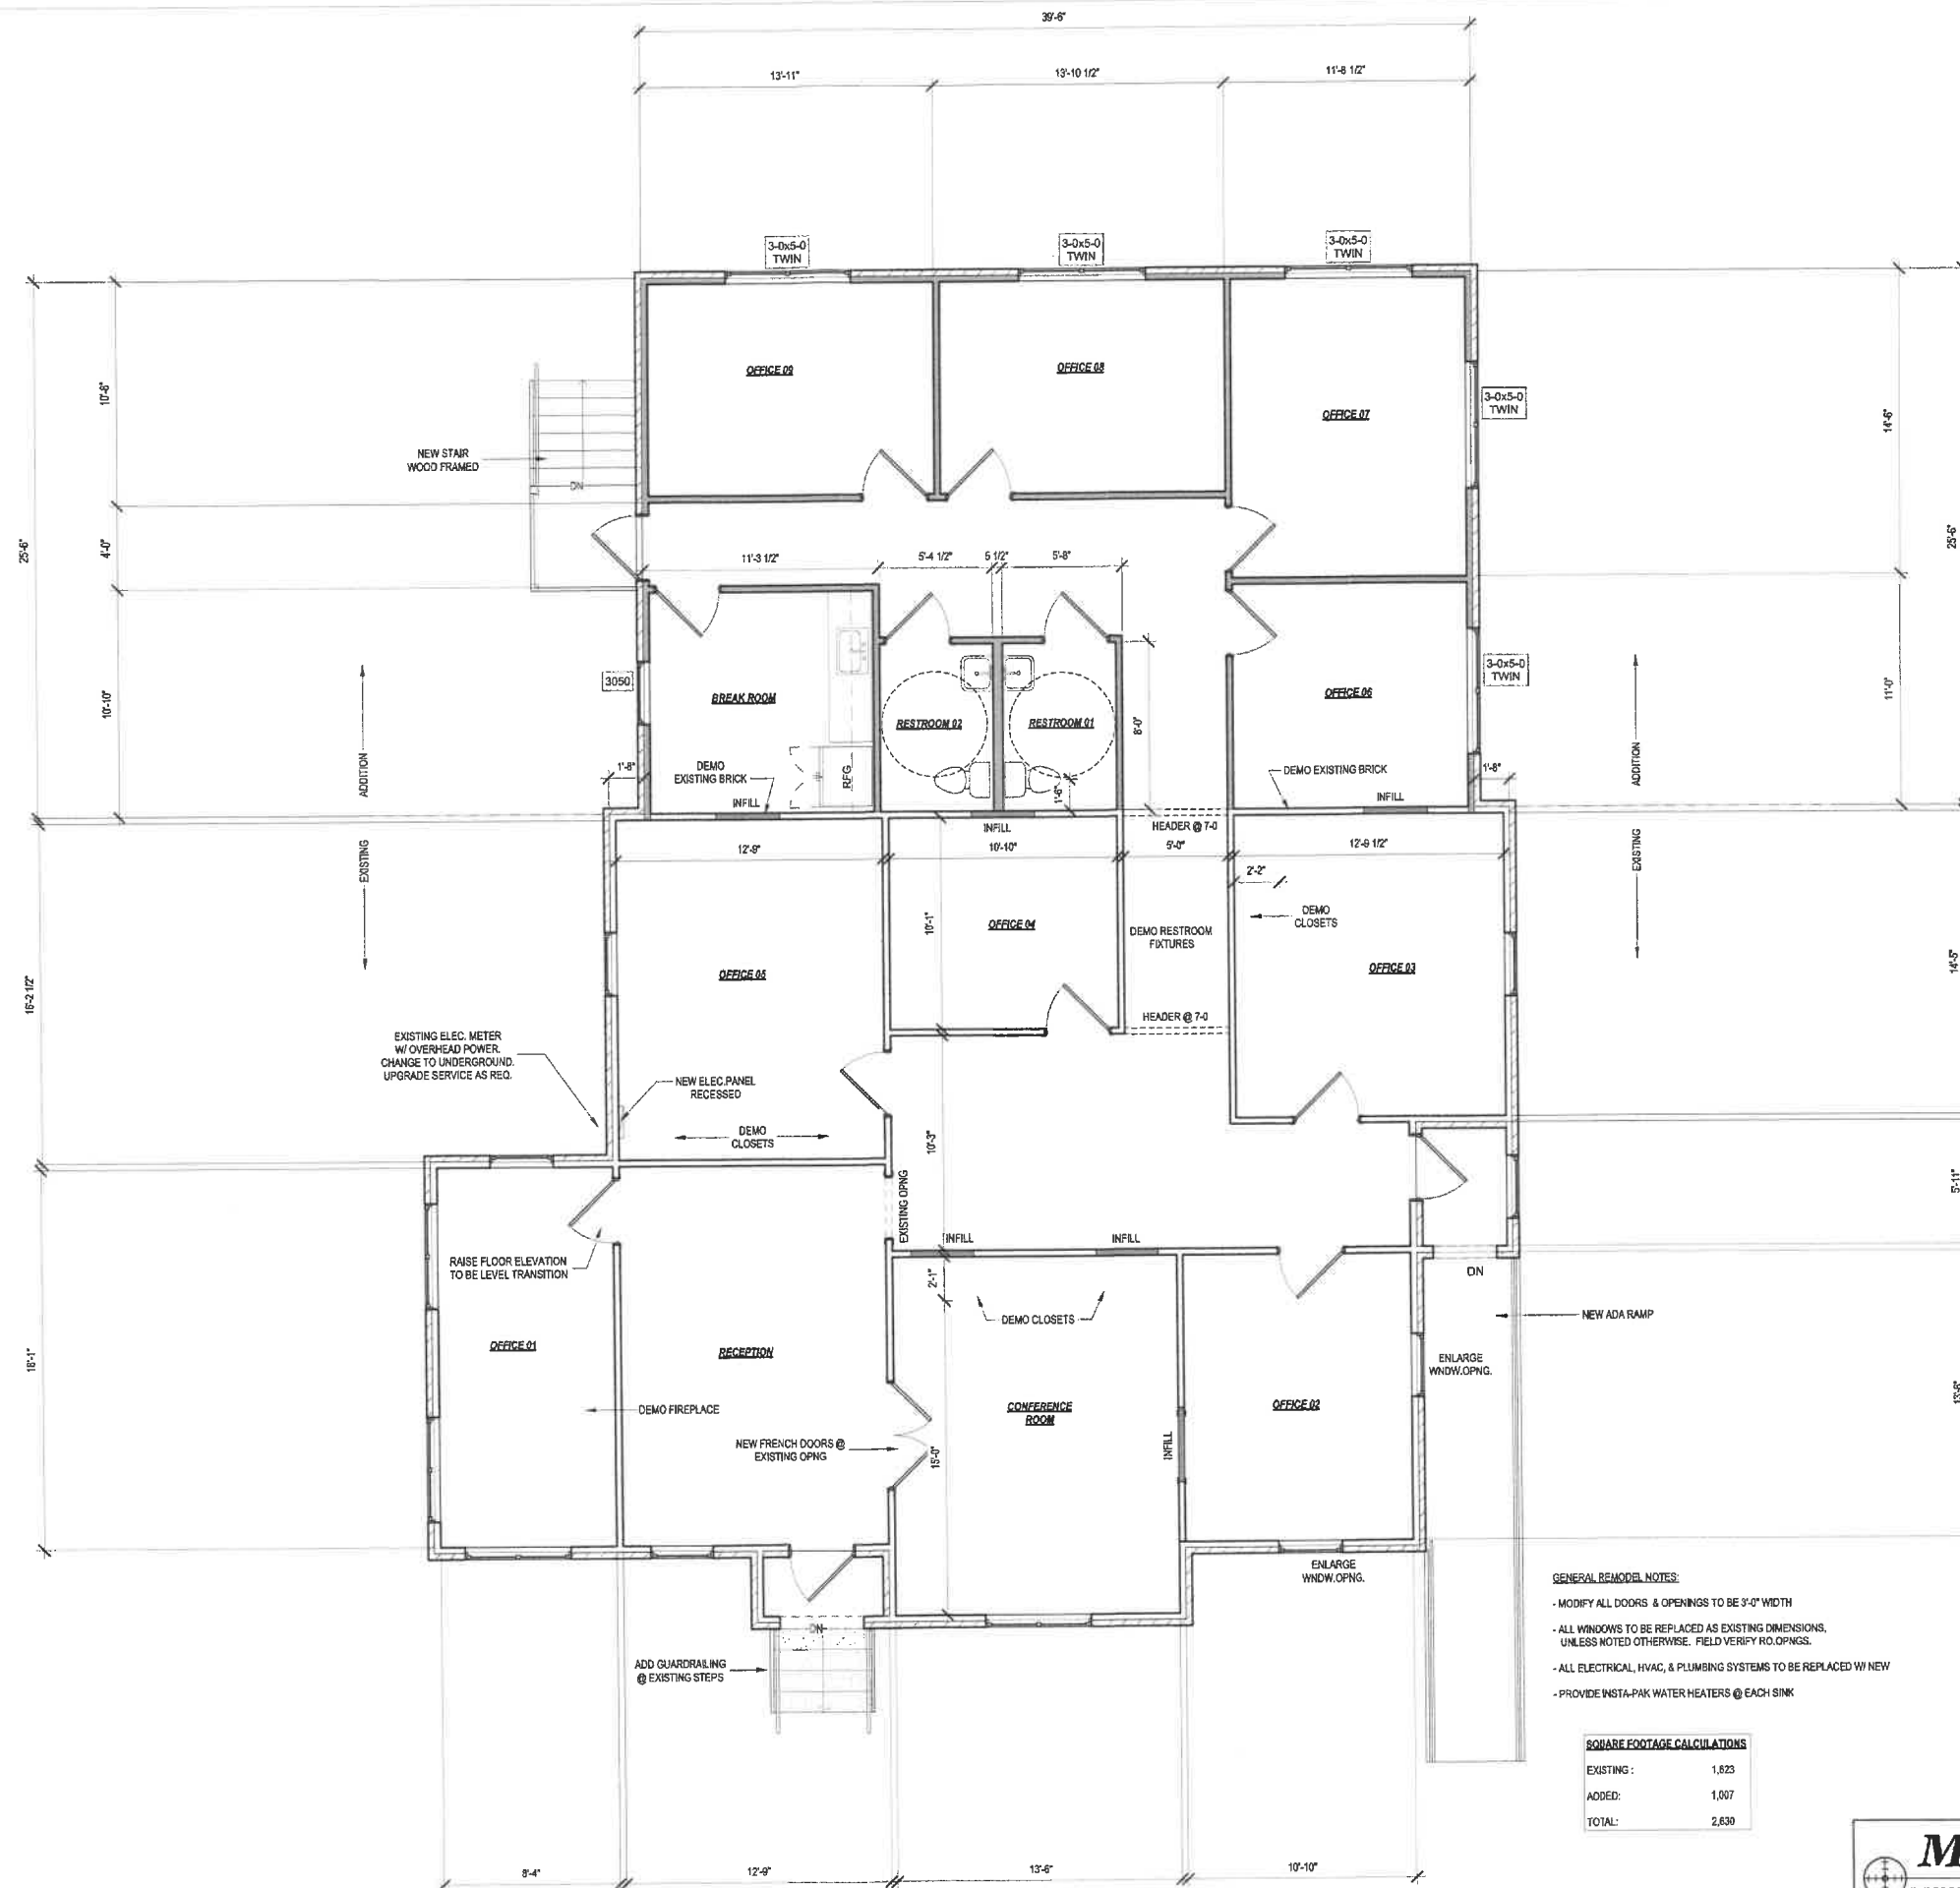 39'-6"
13'-11"
13'-10 1/2"
11'-8 1/2"
3-0x5-0
TWIN
3-0x5-0
TWIN
3-0x5-0
TWIN
OFFICE 09
OFFICE 08
OFFICE 07
3-0x5-0
TWIN
10'-8"
14'-6"
NEW STAIR
WOOD FRAMED
DN
25'-6"
4'-0"
25'-6"
11'-3 1/2"
5'-4 1/2"
5 1/2"
5'-8"
3050
BREAK ROOM
RESTROOM 02
RESTROOM 01
8'-0"
OFFICE 06
3-0x5-0
TWIN
10'-10"
11'-0"
ADDITION
1'-8"
DEMO
EXISTING BRICK
INFILL
RFG
1'-6"
DEMO EXISTING BRICK
INFILL
1'-8"
ADDITION
INFILL
HEADER @ 7-0
EXISTING
12'-9"
10'-10"
5'-0"
12'-9 1/2"
EXISTING
2'-2"
10'-1"
OFFICE 04
DEMO RESTROOM
FIXTURES
DEMO
CLOSETS
OFFICE 05
OFFICE 03
14'-5"
16'-2 1/2"
HEADER @ 7-0
EXISTING ELEC. METER
W/ OVERHEAD POWER.
CHANGE TO UNDERGROUND.
UPGRADE SERVICE AS REQ.
NEW ELEC.PANEL
RECESSED
DEMO
CLOSETS
10'-3"
EXISTING OPNG
5'-11"
INFILL
INFILL
RAISE FLOOR ELEVATION
TO BE LEVEL TRANSITION
2'-1"
DN
DEMO CLOSETS
NEW ADA RAMP
18'-1"
OFFICE 01
RECEPTION
ENLARGE
WNDW.OPNG.
13'-8"
DEMO FIREPLACE
CONFERENCE
ROOM
OFFICE 02
NEW FRENCH DOORS @
EXISTING OPNG
15'-0"
INFILL
ENLARGE
WNDW.OPNG.
DN
ADD GUARDRAILING
@ EXISTING STEPS
GENERAL REMODEL NOTES:
- MODIFY ALL DOORS & OPENINGS TO BE 3'-0" WIDTH
- ALL WINDOWS TO BE REPLACED AS EXISTING DIMENSIONS,
UNLESS NOTED OTHERWISE. FIELD VERIFY RO.OPNGS.
- ALL ELECTRICAL, HVAC, & PLUMBING SYSTEMS TO BE REPLACED W/ NEW
- PROVIDE INSTA-PAK WATER HEATERS @ EACH SINK
SQUARE FOOTAGE CALCULATIONS
EXISTING : 1,623
ADDED: 1,007
TOTAL: 2,630
8'-4"
12'-9"
13'-6"
10'-10"
M